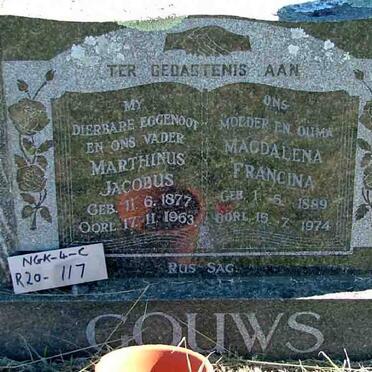 TER GEDAGTENIS AAN
MY
DIERBARE EGGENOOT
EN ONS VADER
MARTHINUS
JACOBUS
GEB. 11. 6. 1877
OORL. 17. 11. 1963
ONS
MOEDER EN OUMA
MAGDALENA
FRANCINA
GEB. 1. 6. 1889
OORL. 15. 7. 1974
RUS SAG.
NGK-4-C
R20-117
GOUWS